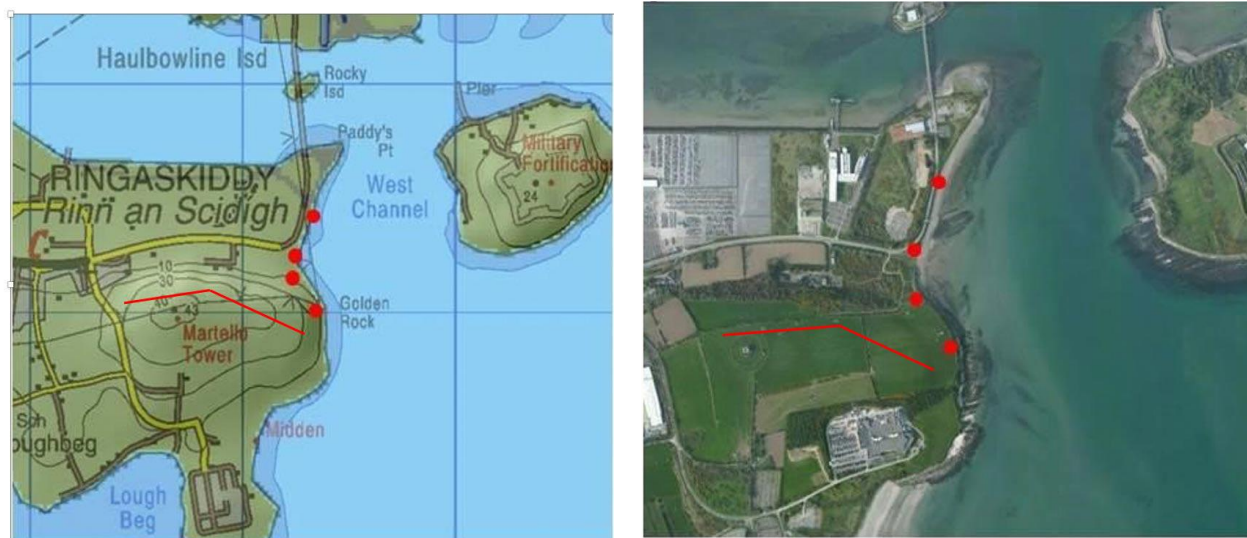 Haulbowline Isd
Rocky
Isd
Pier
Paddy's
Pt
Military
Fortification
24
RINGASKIDDY
Rinn an Scidigh
West
Channel
10
30
40
43
Golden
Rock
Martello
Tower
Sch
oughbeg
Midden
Lough
Beg